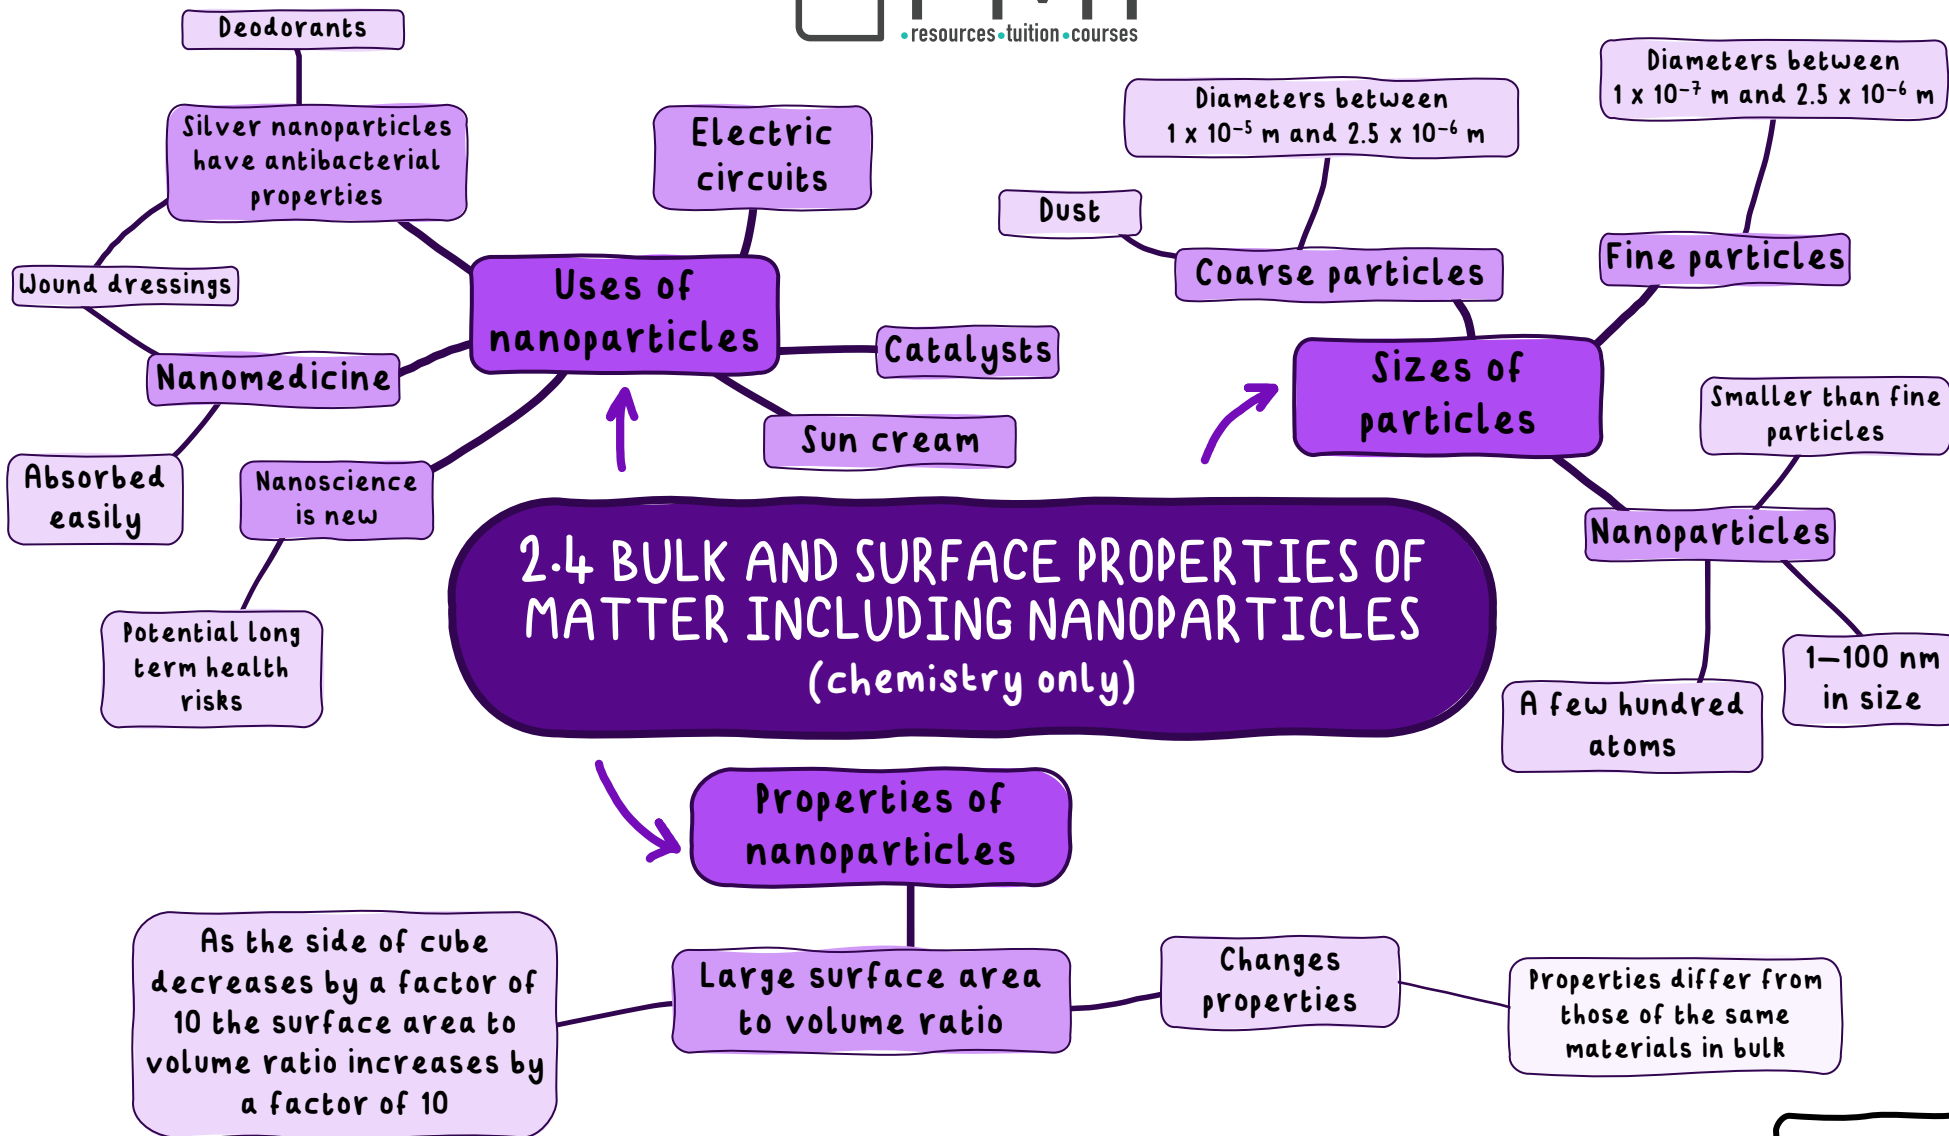 •resources•tuition•courses
Deodorants
Silver nanoparticles
have antibacterial
properties
Wound dressings
Nanomedicine
Absorbed
easily
Nanoscience
is new
Potential long
term health
risks
Electric
circuits
Uses of
nanoparticles
Catalysts
Sun cream
Diameters between
1 x 10⁻⁵ m and 2.5 x 10⁻⁶ m
Dust
Coarse particles
Diameters between
1 x 10⁻⁷ m and 2.5 x 10⁻⁶ m
Fine particles
Sizes of
particles
Smaller than fine
particles
Nanoparticles
1–100 nm
in size
A few hundred
atoms
2.4 BULK AND SURFACE PROPERTIES OF
MATTER INCLUDING NANOPARTICLES
(chemistry only)
Properties of
nanoparticles
As the side of cube
decreases by a factor of
10 the surface area to
volume ratio increases by
a factor of 10
Large surface area
to volume ratio
Changes
properties
Properties differ from
those of the same
materials in bulk